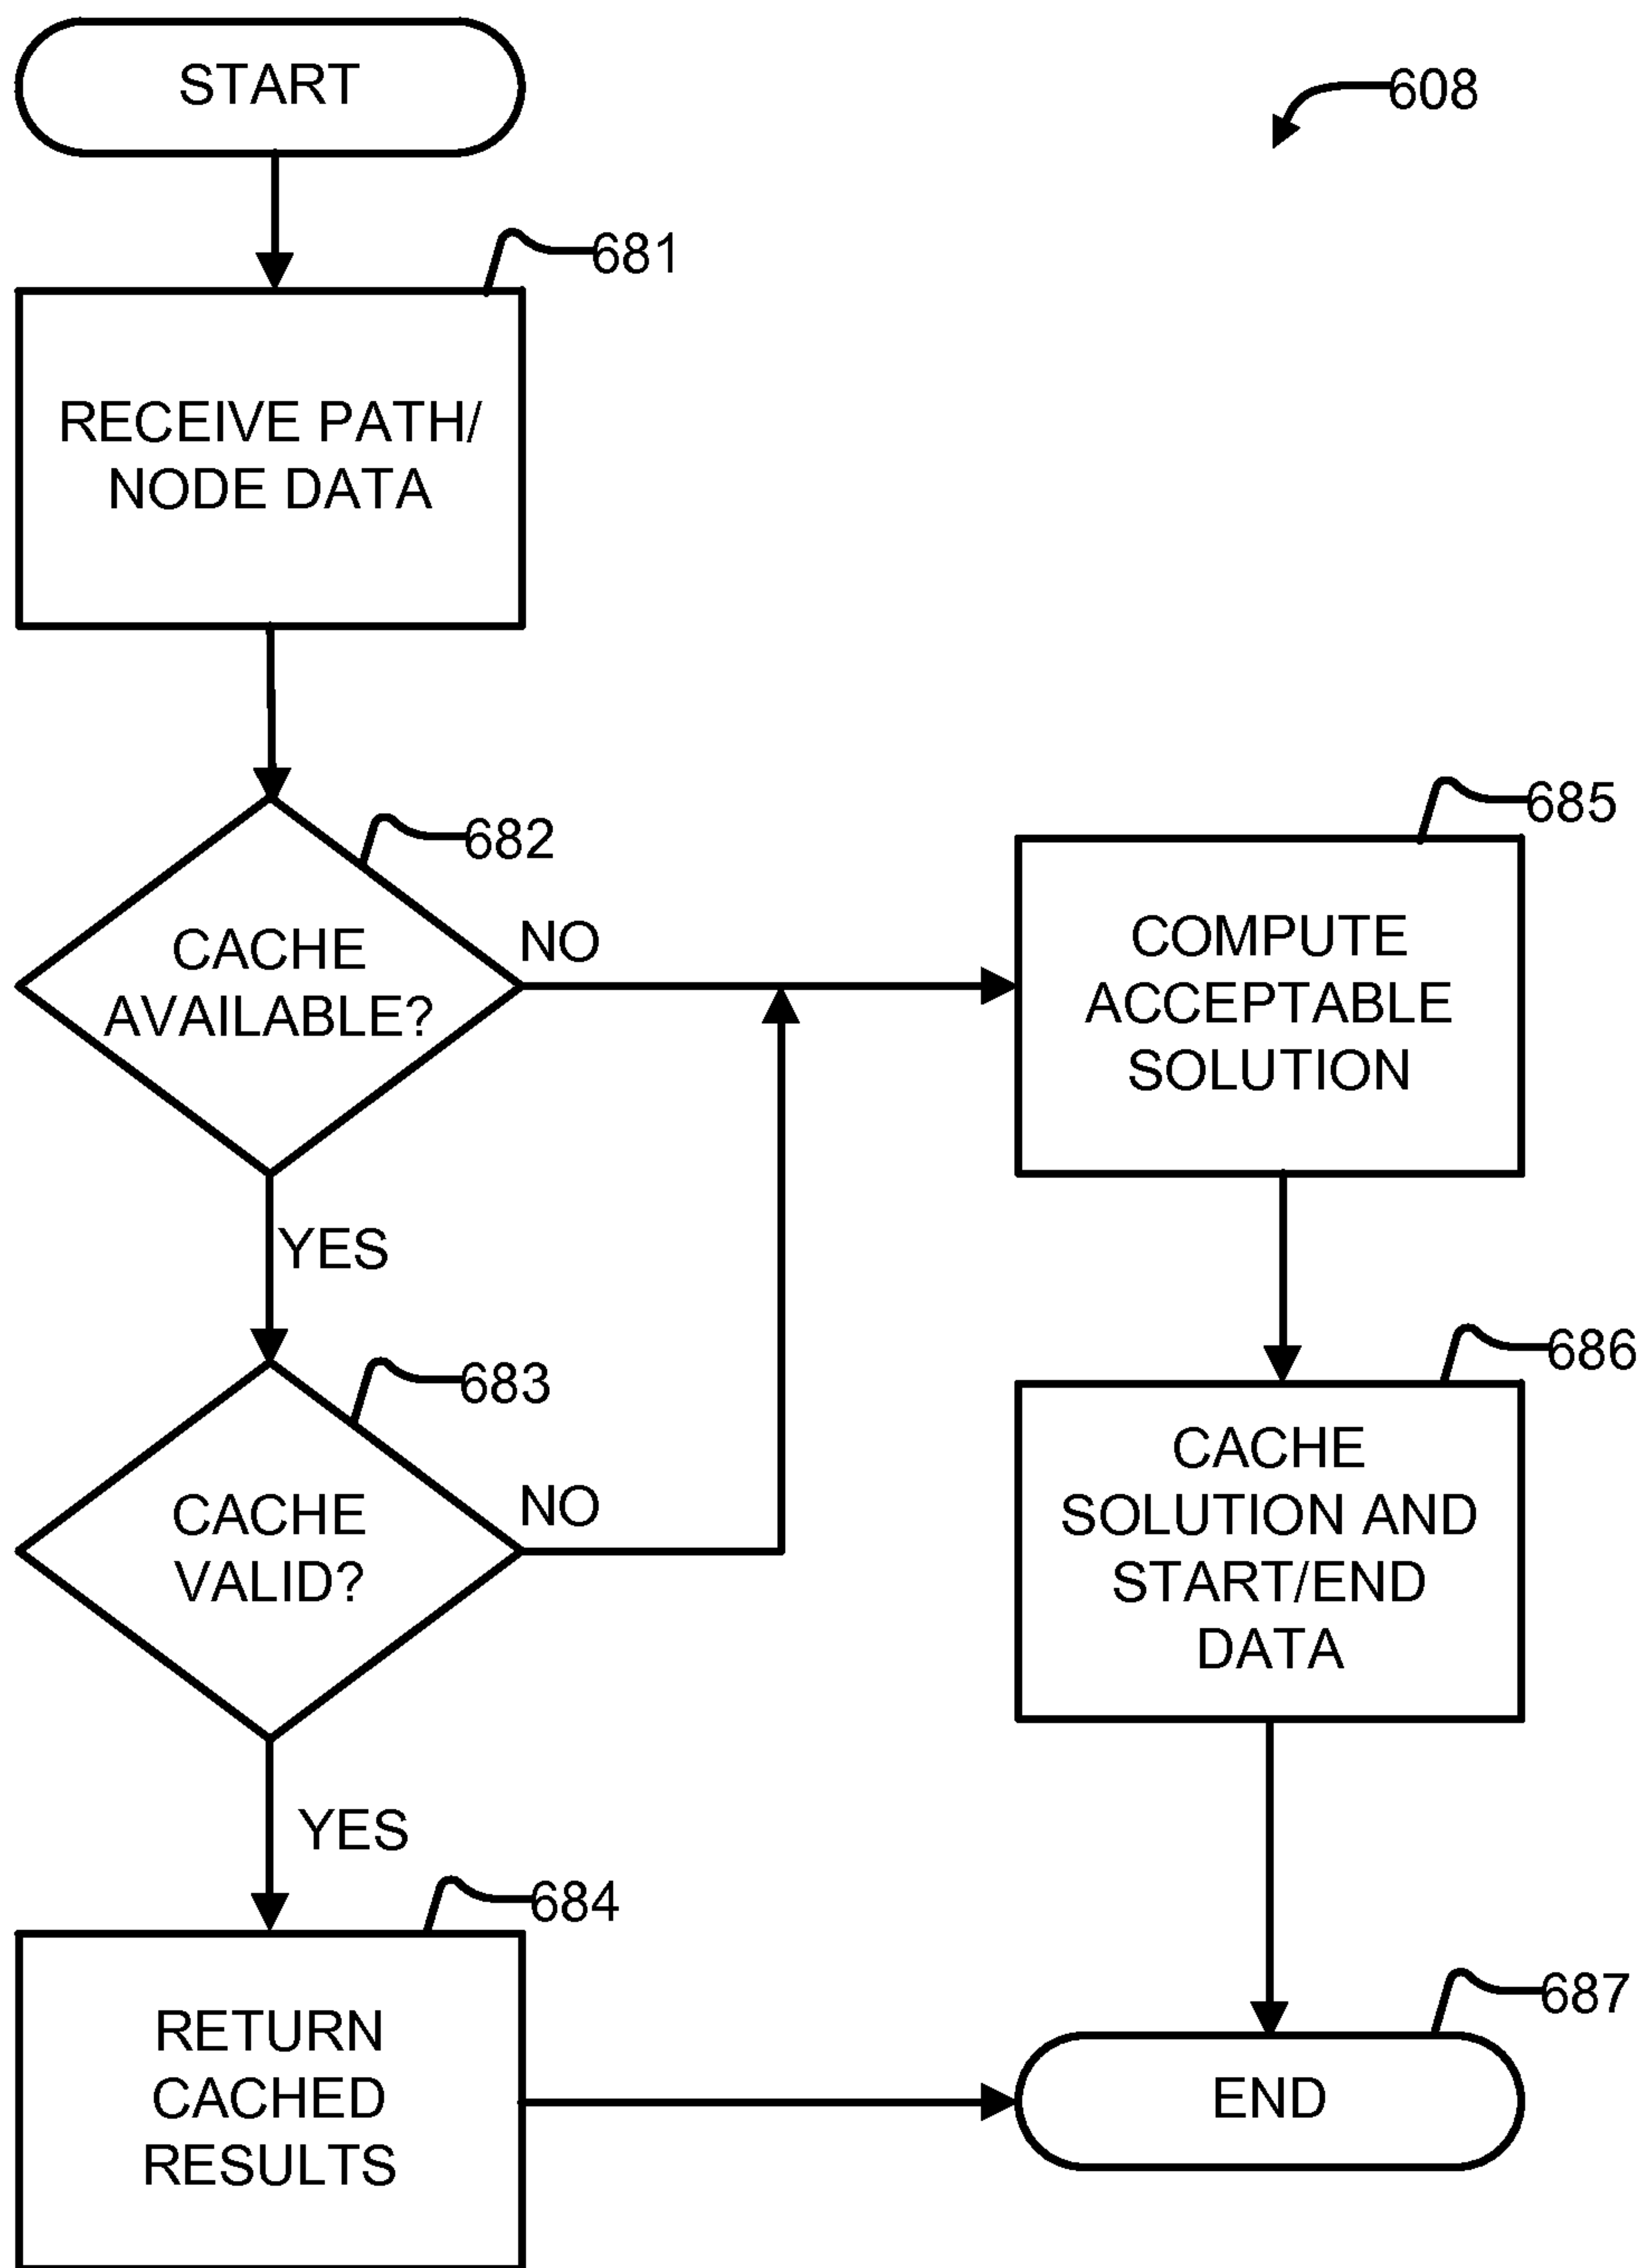 START
608
681
RECEIVE PATH/
NODE DATA
682
CACHE
AVAILABLE?
NO
YES
683
CACHE
VALID?
NO
YES
684
RETURN
CACHED
RESULTS
685
COMPUTE
ACCEPTABLE
SOLUTION
686
CACHE
SOLUTION AND
START/END
DATA
687
END